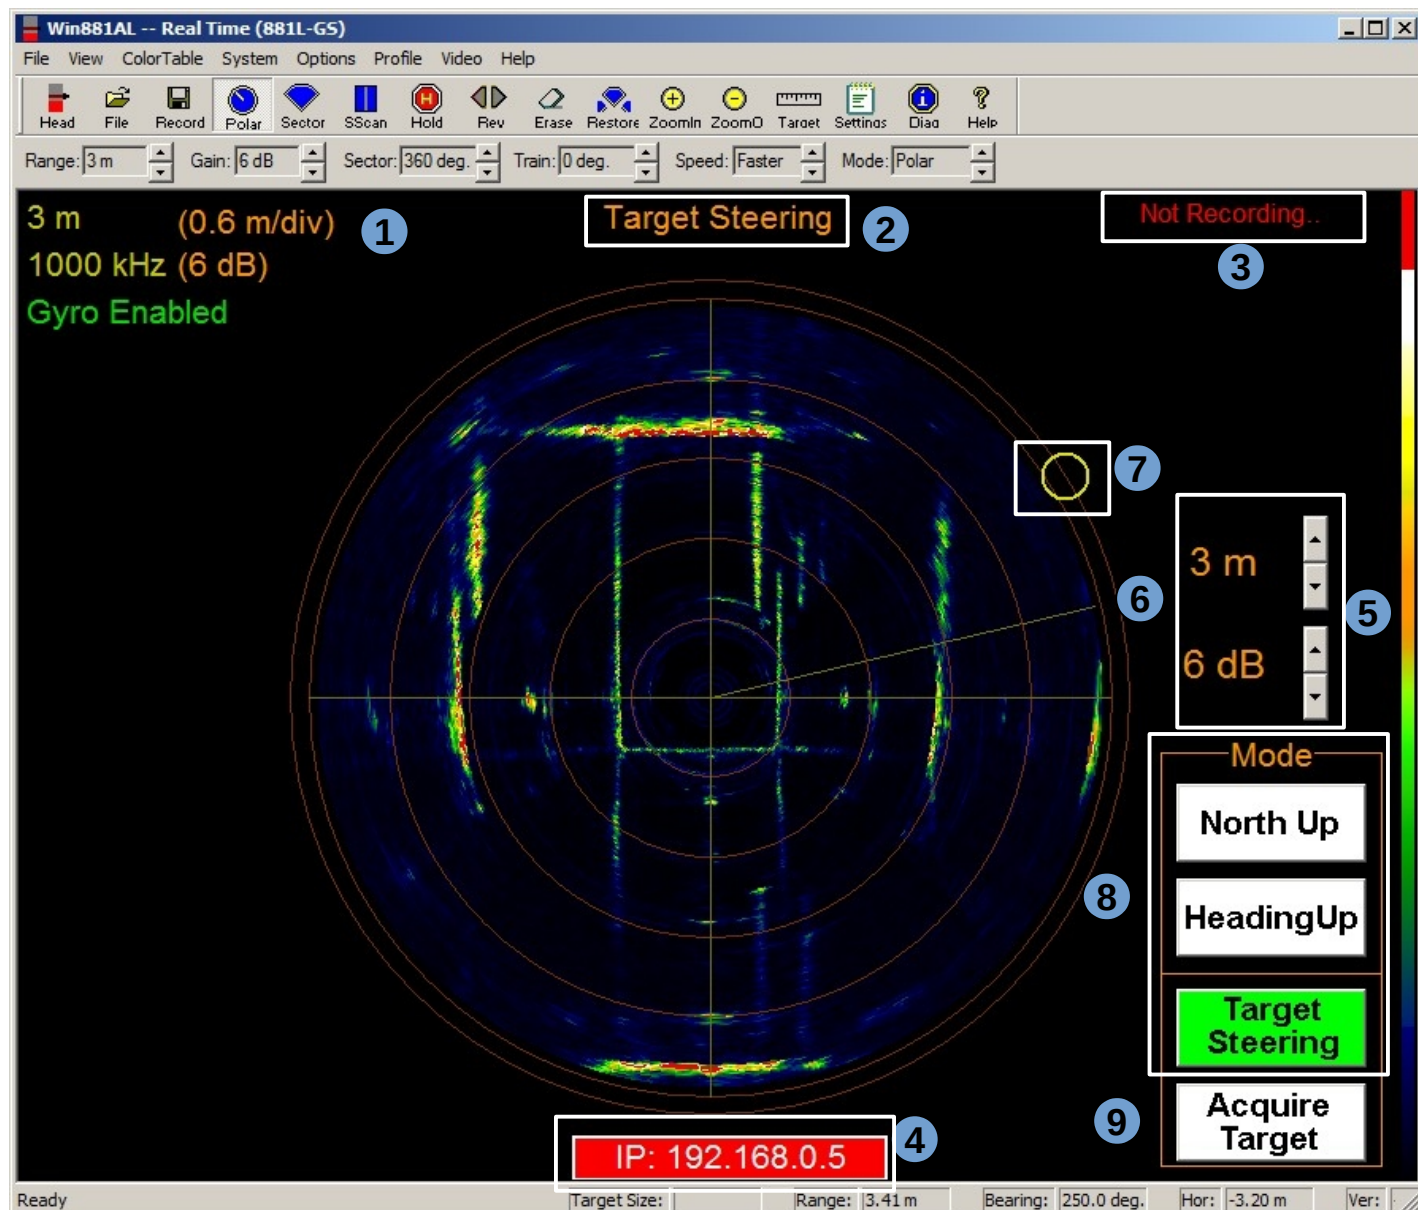 Win881AL -- Real Time (881L-GS)
File View ColorTable System Options Profile Video Help
Head File Record Polar Sector SScan Hold Rev Erase Restore ZoomIn ZoomO Target Settings Diag Help
Range: 3 m Gain: 6 dB Sector: 360 deg. Train: 0 deg. Speed: Faster Mode: Polar
3 m (0.6 m/div) 1 Target Steering 2 Not Recording..
3
1000 kHz (6 dB)
Gyro Enabled
7
3 m
6
5
6 dB
Mode
North Up
8
HeadingUp
Target
Steering
9
Acquire
Target
4
IP: 192.168.0.5
Ready Target Size: Range: 3.41 m Bearing: 250.0 deg. Hor: -3.20 m Ver: